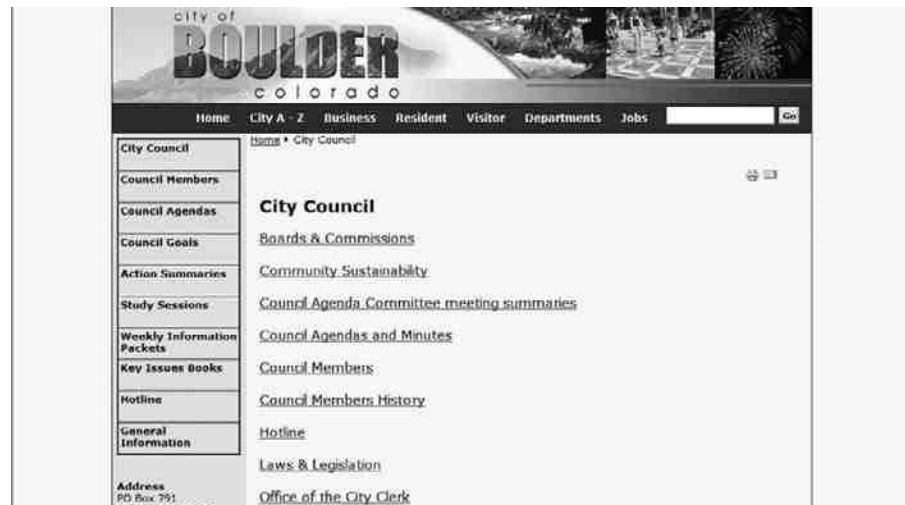 city of
BOULDER
colorado
Home City A - Z Business Resident Visitor Departments Jobs Go
Home City Council
City Council
Council Members
Council Agendas
Council Goals
Action Summaries
Study Sessions
Weekly Information
Packets
Key Issues Books
Hotline
General
Information
Address
PO Box 791
City Council
Boards & Commissions
Community Sustainability
Council Agenda Committee meeting summaries
Council Agendas and Minutes
Council Members
Council Members History
Hotline
Laws & Legislation
Office of the City Clerk